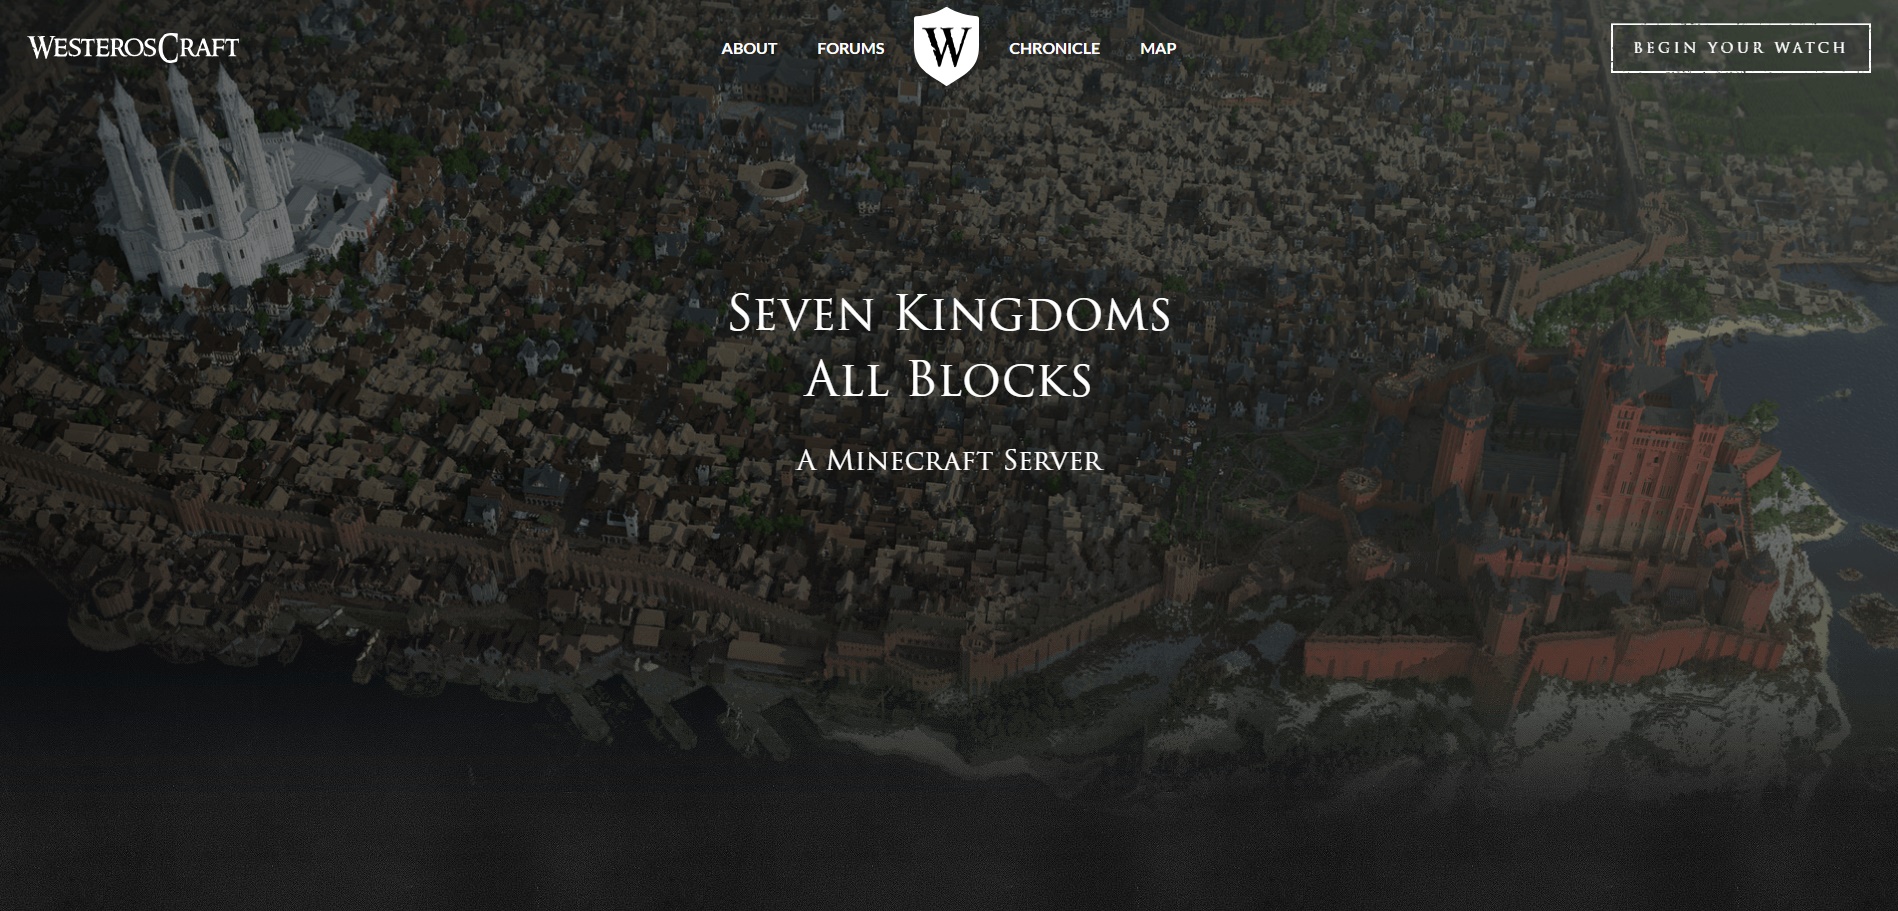 WESTEROSCRAFT
ABOUT
FORUMS
W
CHRONICLE
MAP
BEGIN YOUR WATCH
SEVEN KINGDOMS
ALL BLOCKS
A MINECRAFT SERVER